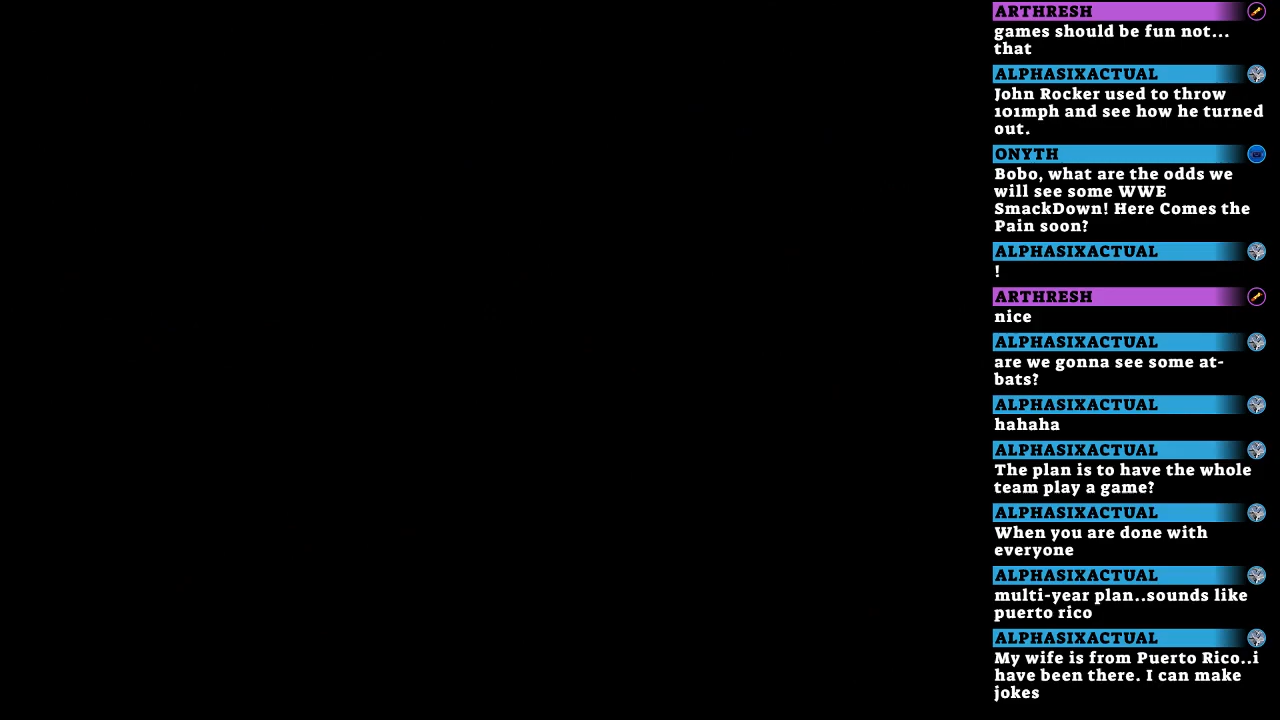 ARTHRESH
games should be fun not...
that
ALPHASIXACTUAL
John Rocker used to throw
101mph and see how he turned
out.
ONYTH
Bobo, what are the odds we
will see some WWE
SmackDown! Here Comes the
Pain soon?
ALPHASIXACTUAL
!
ARTHRESH
nice
ALPHASIXACTUAL
are we gonna see some at-
bats?
ALPHASIXACTUAL
hahaha
ALPHASIXACTUAL
The plan is to have the whole
team play a game?
ALPHASIXACTUAL
When you are done with
everyone
ALPHASIXACTUAL
multi-year plan..sounds like
puerto rico
ALPHASIXACTUAL
My wife is from Puerto Rico..i
have been there. I can make
jokes